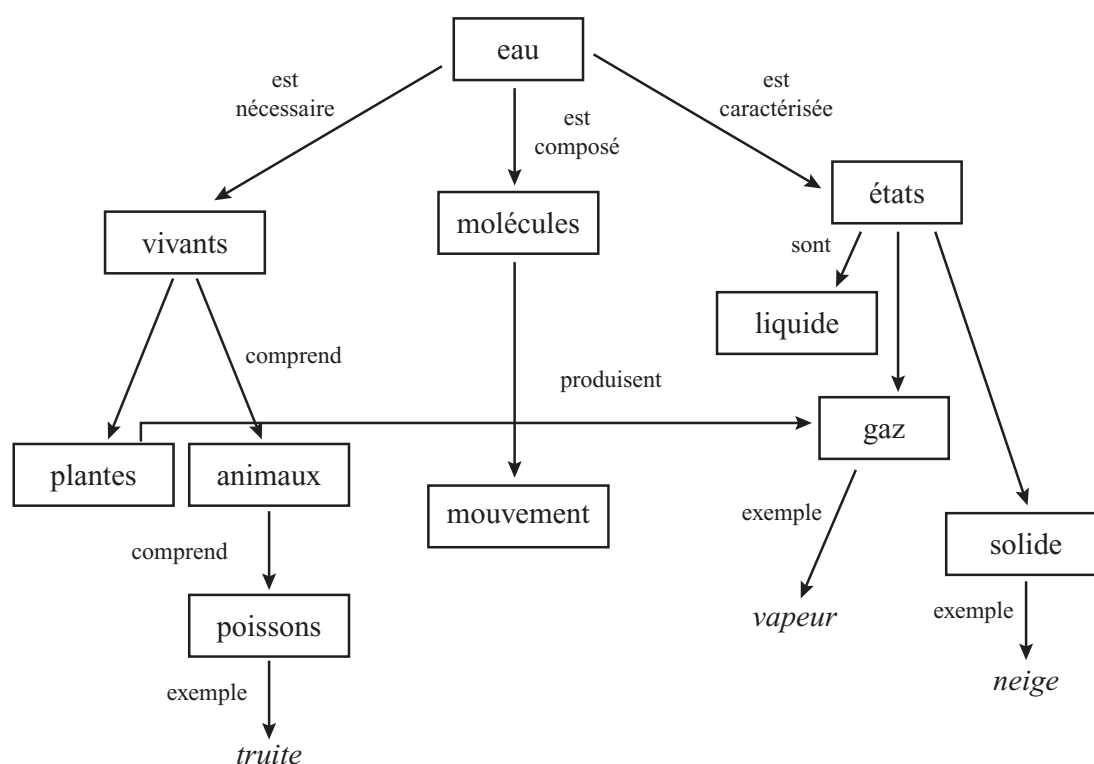 eau
est
nécessaire
est
composé
est
caractérisée
vivants
molécules
états
sont
liquide
comprend
produisent
gaz
plantes
animaux
mouvement
exemple
solide
comprend
poissons
vapeur
exemple
exemple
neige
truite